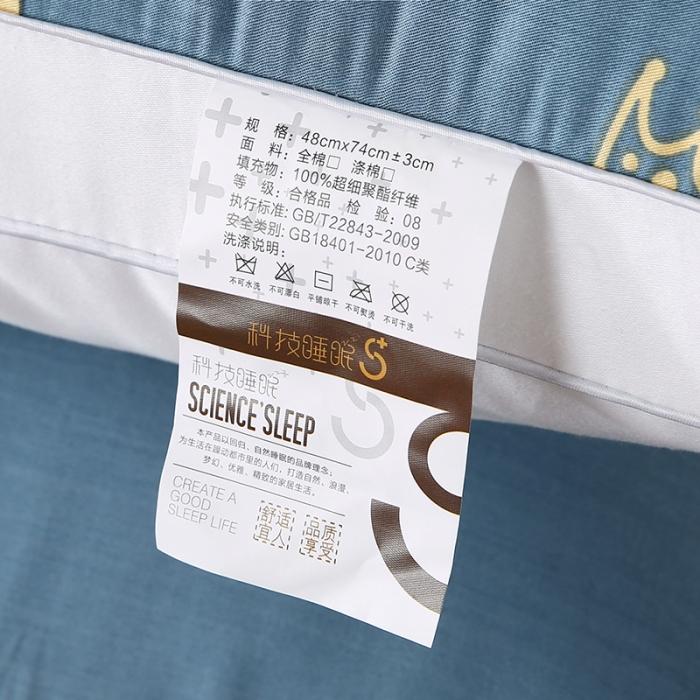 规 格: 48cmx74cm±3cm
面 料: 全棉□ 涤棉□
填充物: 100%超细聚酯纤维
等 级: 合格品 检 验: 08
执行标准: GB/T22843-2009
安全类别: GB18401-2010 C类
洗涤说明:
不可水洗 不可漂白 平铺晾干 不可熨烫 不可干洗
科技睡眠 S
科技睡眠
SCIENCE'SLEEP
本产品以回归、自然睡眠的品牌理念;
为生活在躁动都市里的人们, 打造自然、浪漫、
梦幻、优雅、精致的家居生活。
CREATE A
GOOD
SLEEP LIFE
舒适
宜人
品质
享受